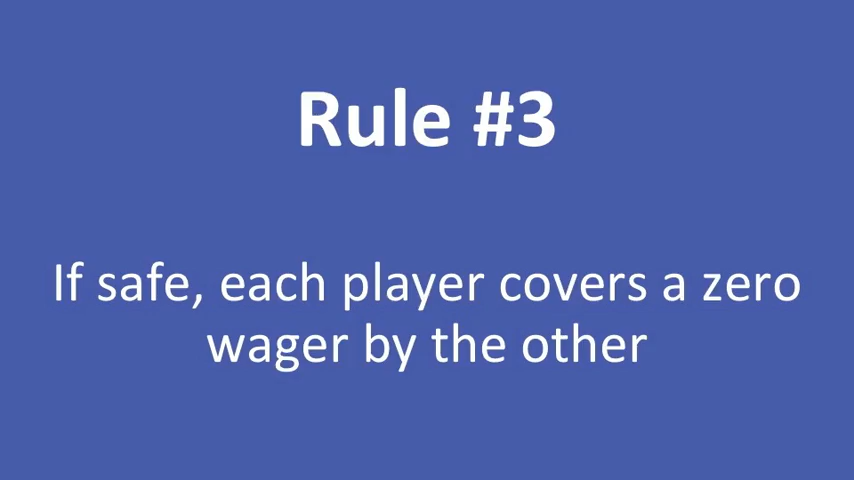 Rule #3
If safe, each player covers a zero
wager by the other